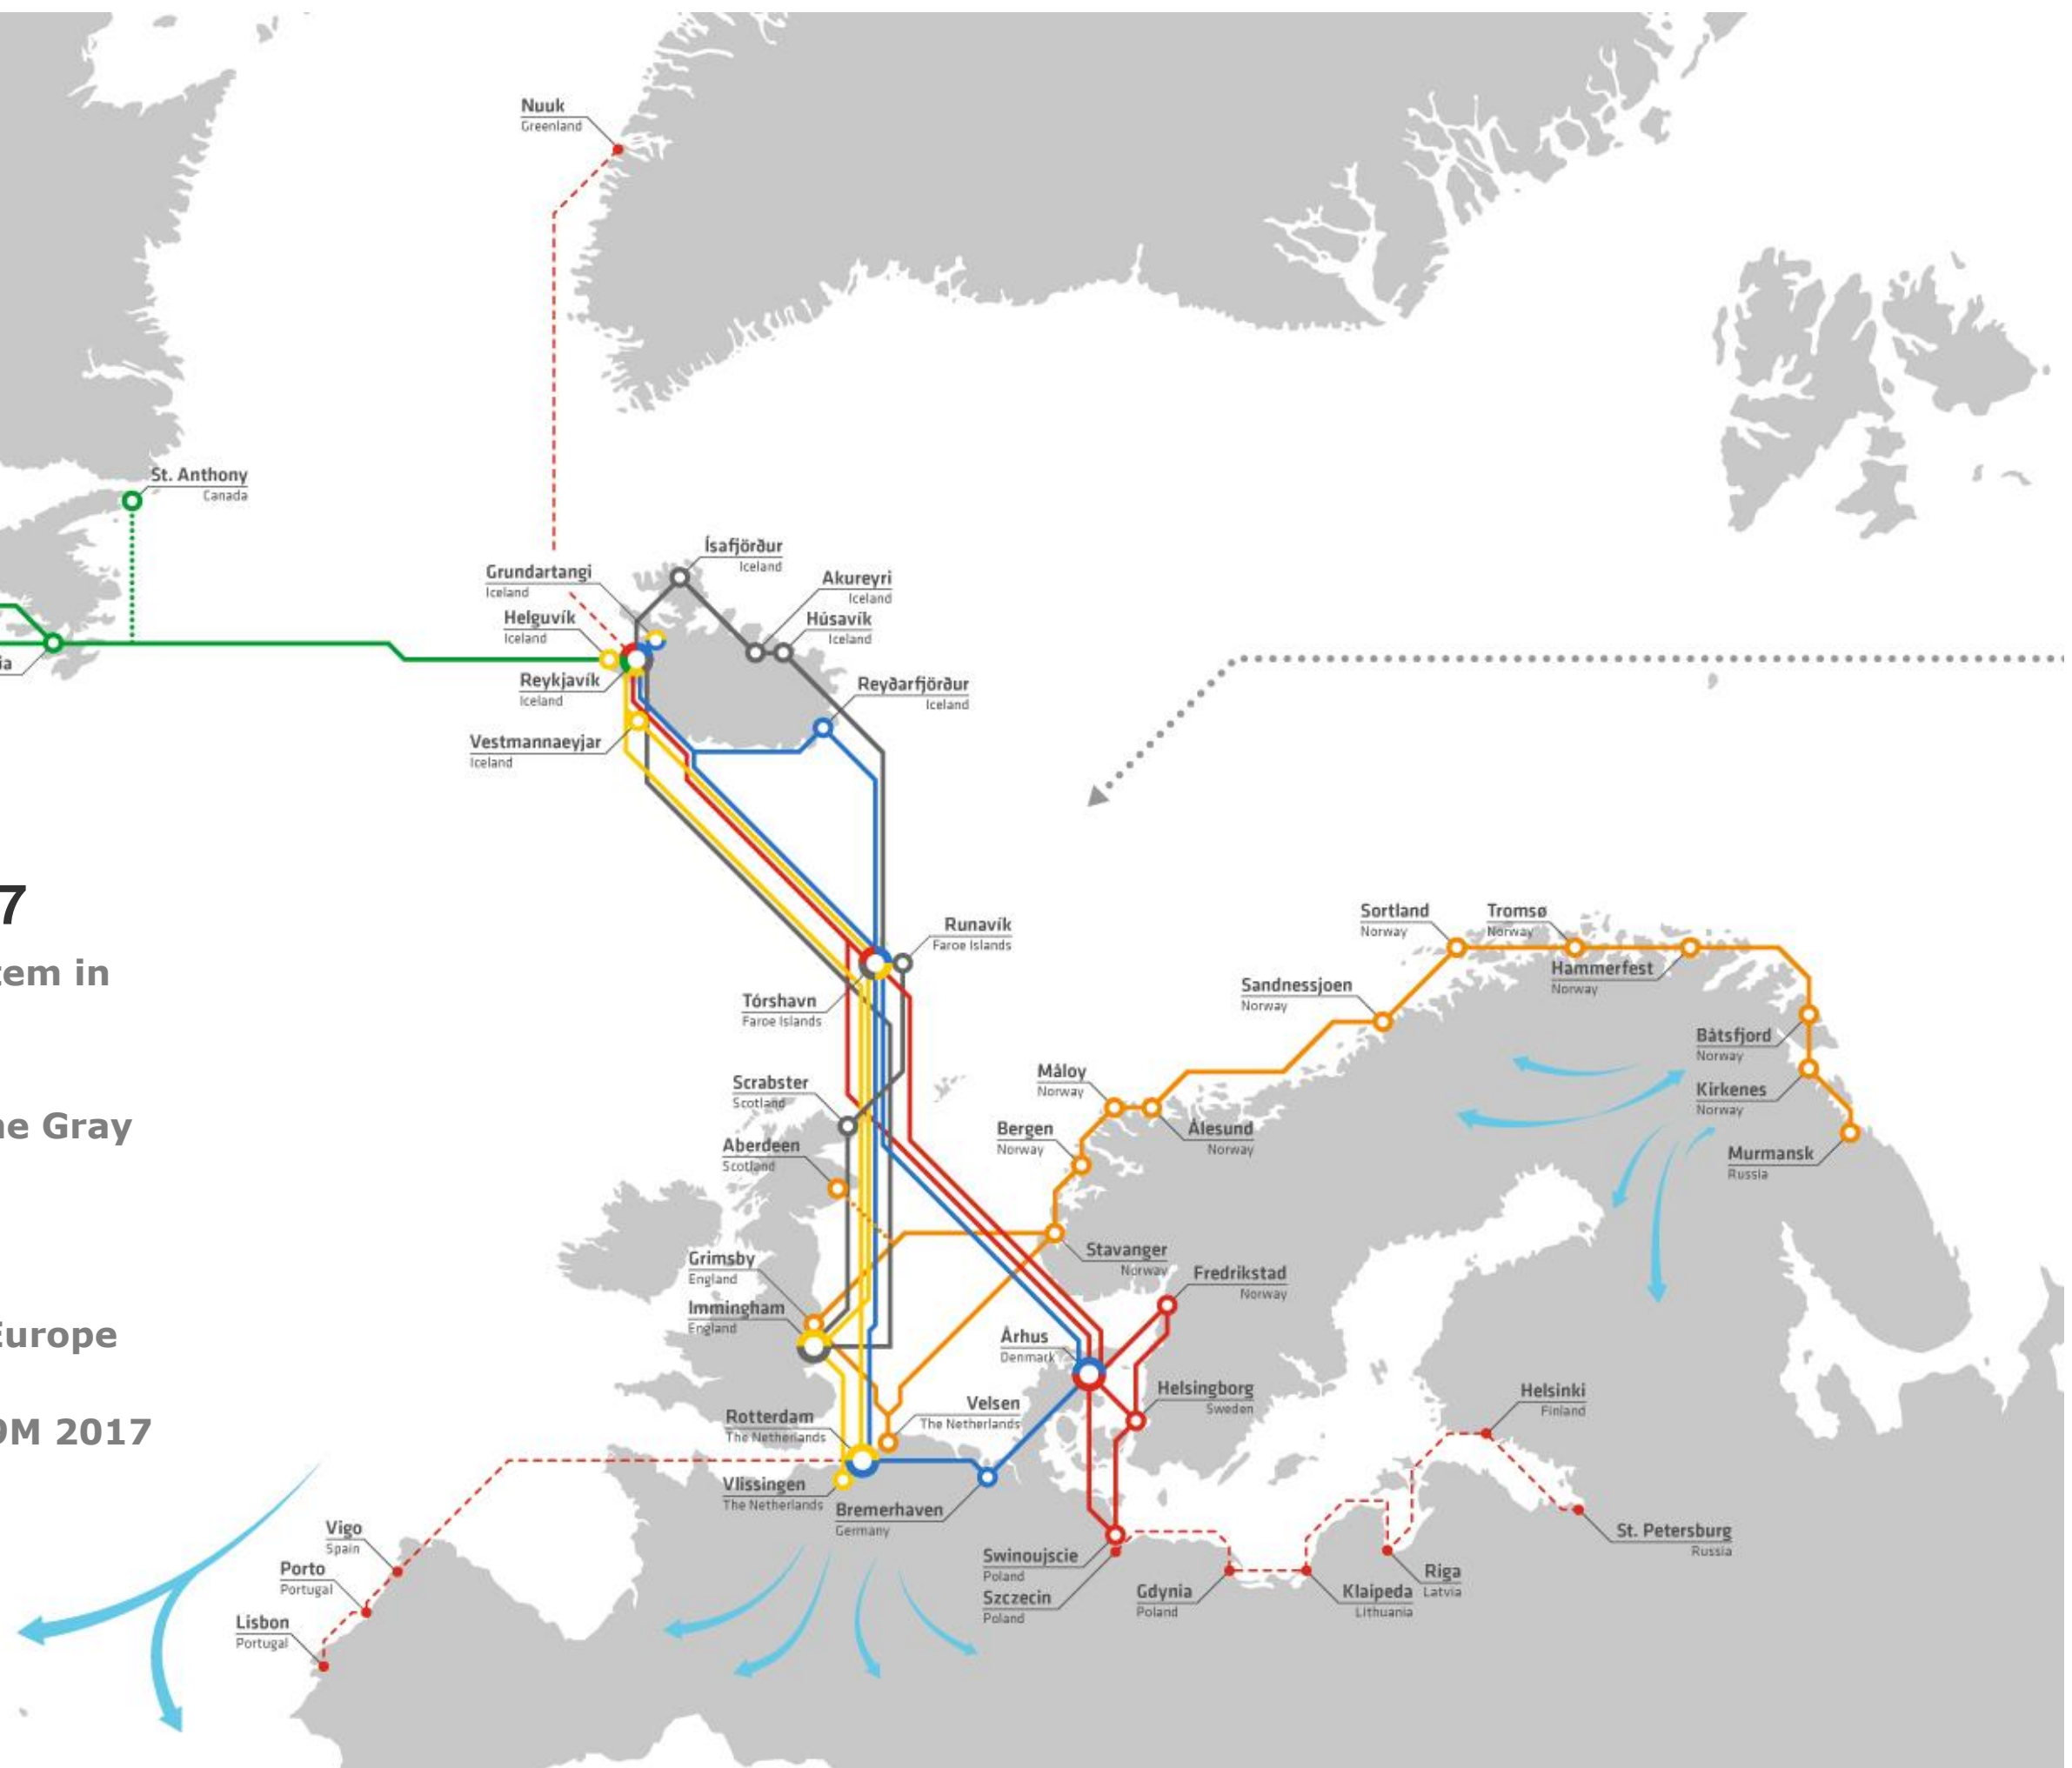 Nuuk
Greenland
St. Anthony
Canada
Ísafjörður
Iceland
Grundartangi
Iceland
Akureyri
Iceland
Helguvík
Iceland
Húsavík
Iceland
ia
Reykjavík
Iceland
Reyðarfjörður
Iceland
Vestmannaeyjar
Iceland
7
tem in
ne Gray
Europe
OM 2017
Runavík
Faroe Islands
Tórshavn
Faroe Islands
Sortland
Norway
Tromsø
Norway
Hammerfest
Norway
Sandnessjoen
Norway
Båtsfjord
Norway
Kirkenes
Norway
Murmansk
Russia
Måloy
Norway
Ålesund
Norway
Bergen
Norway
Scrabster
Scotland
Aberdeen
Scotland
Stavanger
Norway
Fredrikstad
Norway
Grimsby
England
Immingham
England
Århus
Denmark
Helsingborg
Sweden
Helsinki
Finland
Velsen
The Netherlands
Rotterdam
The Netherlands
Vlissingen
The Netherlands
Bremerhaven
Germany
Vigo
Spain
Porto
Portugal
Lisbon
Portugal
Swinoujscie
Poland
Szczecin
Poland
Gdynia
Poland
Klaipeda
Lithuania
Riga
Latvia
St. Petersburg
Russia